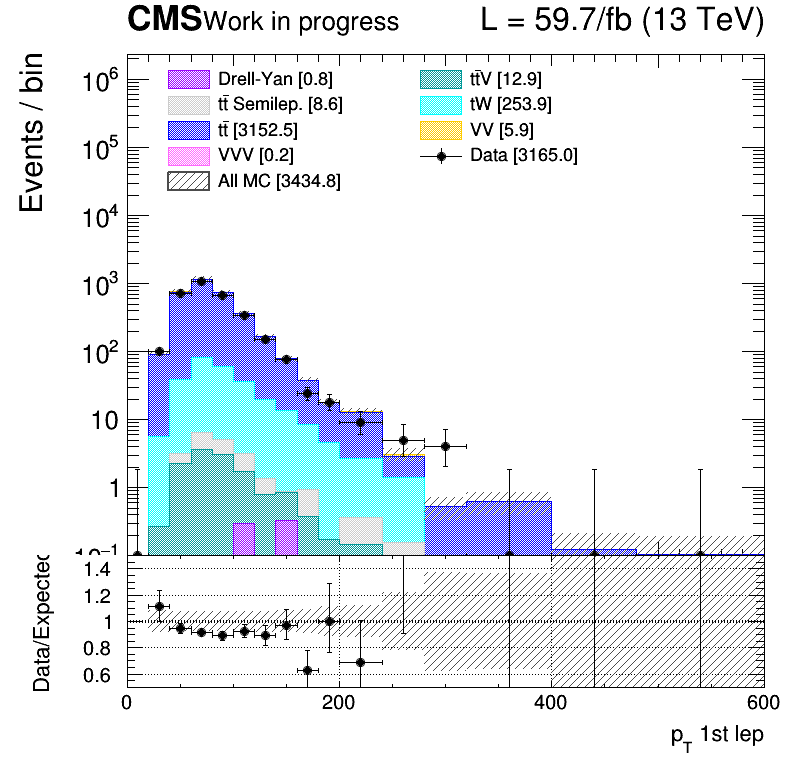 CMS Work in progress L = 59.7/fb (13 TeV)
Events / bin
Drell-Yan [0.8]
tt̄ Semilep. [8.6]
tt̄ [3152.5]
VVV [0.2]
All MC [3434.8]
tt̄V [12.9]
tW [253.9]
VV [5.9]
Data [3165.0]
10⁶
10⁵
10⁴
10³
10²
10
1
10⁻¹
Data/Expected
1.4
1.2
1
0.8
0.6
0 200 400 600
p_T 1st lep